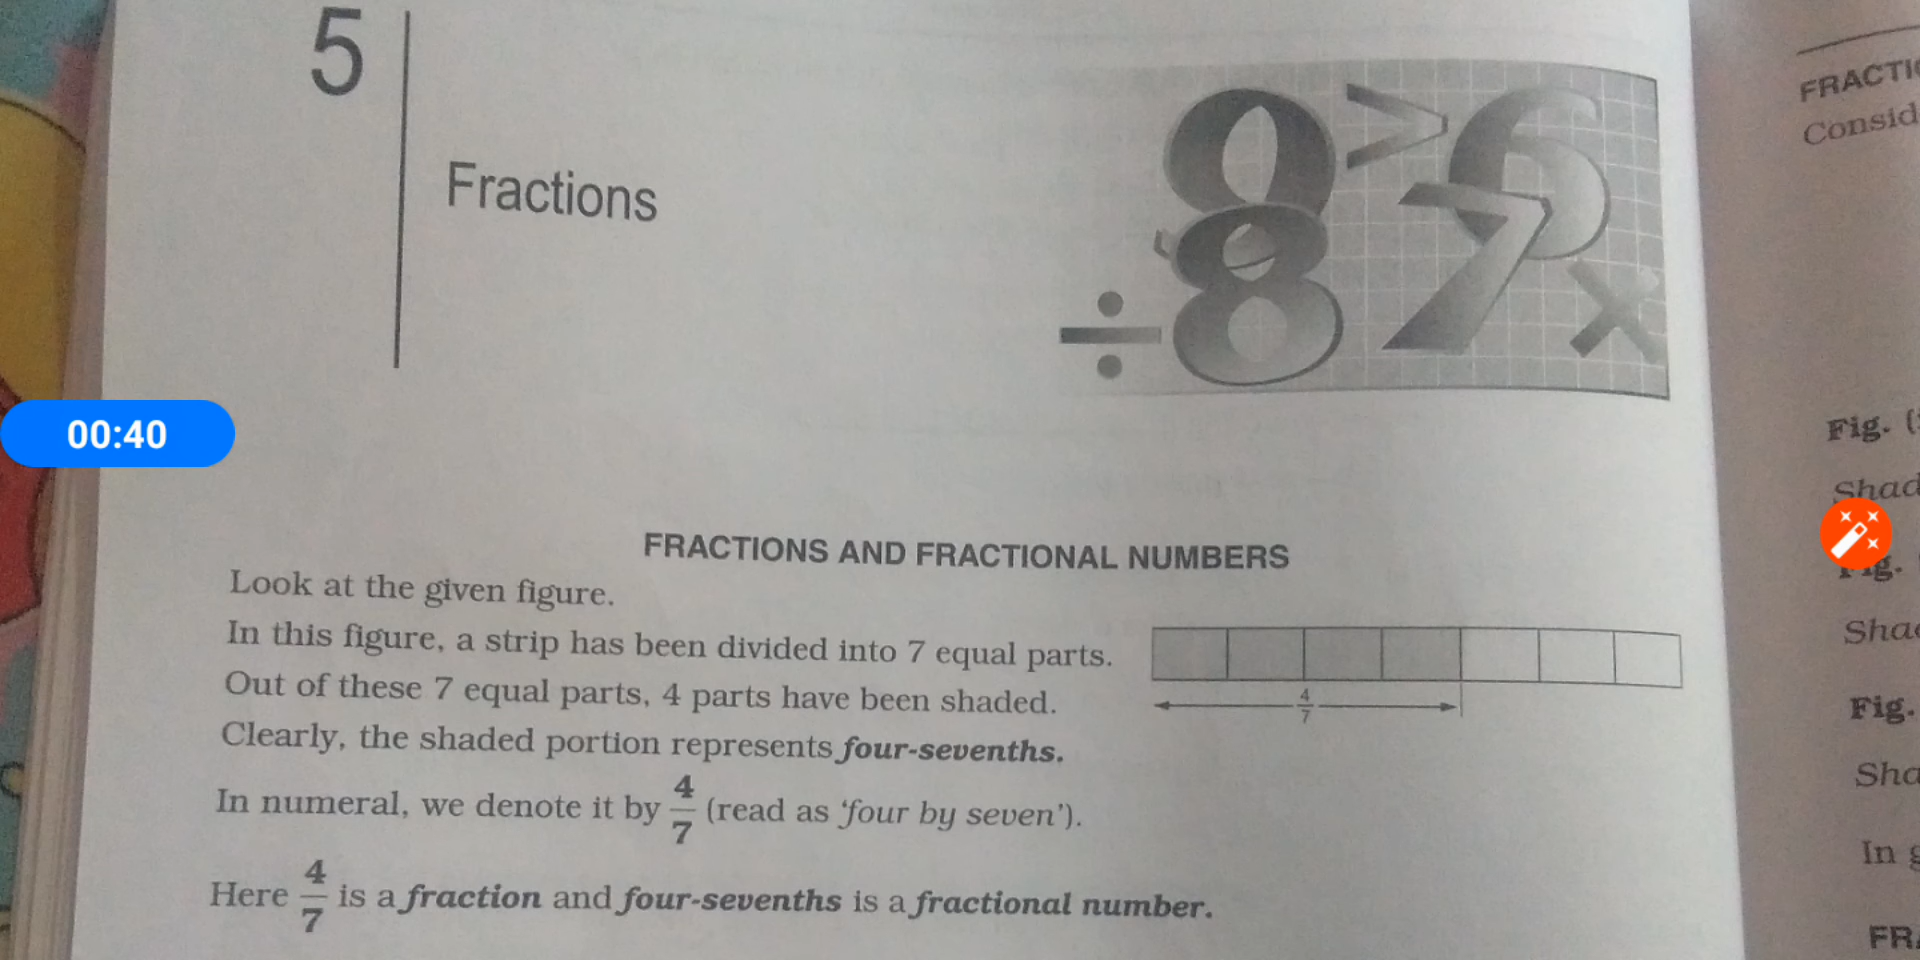 5
Fractions
00:40
FRACTIONS AND FRACTIONAL NUMBERS
Look at the given figure.
In this figure, a strip has been divided into 7 equal parts.
Out of these 7 equal parts, 4 parts have been shaded.
4
7
Clearly, the shaded portion represents four-sevenths.
In numeral, we denote it by 4/7 (read as ‘four by seven’).
Here 4/7 is a fraction and four-sevenths is a fractional number.
Fig.
Fig.
In